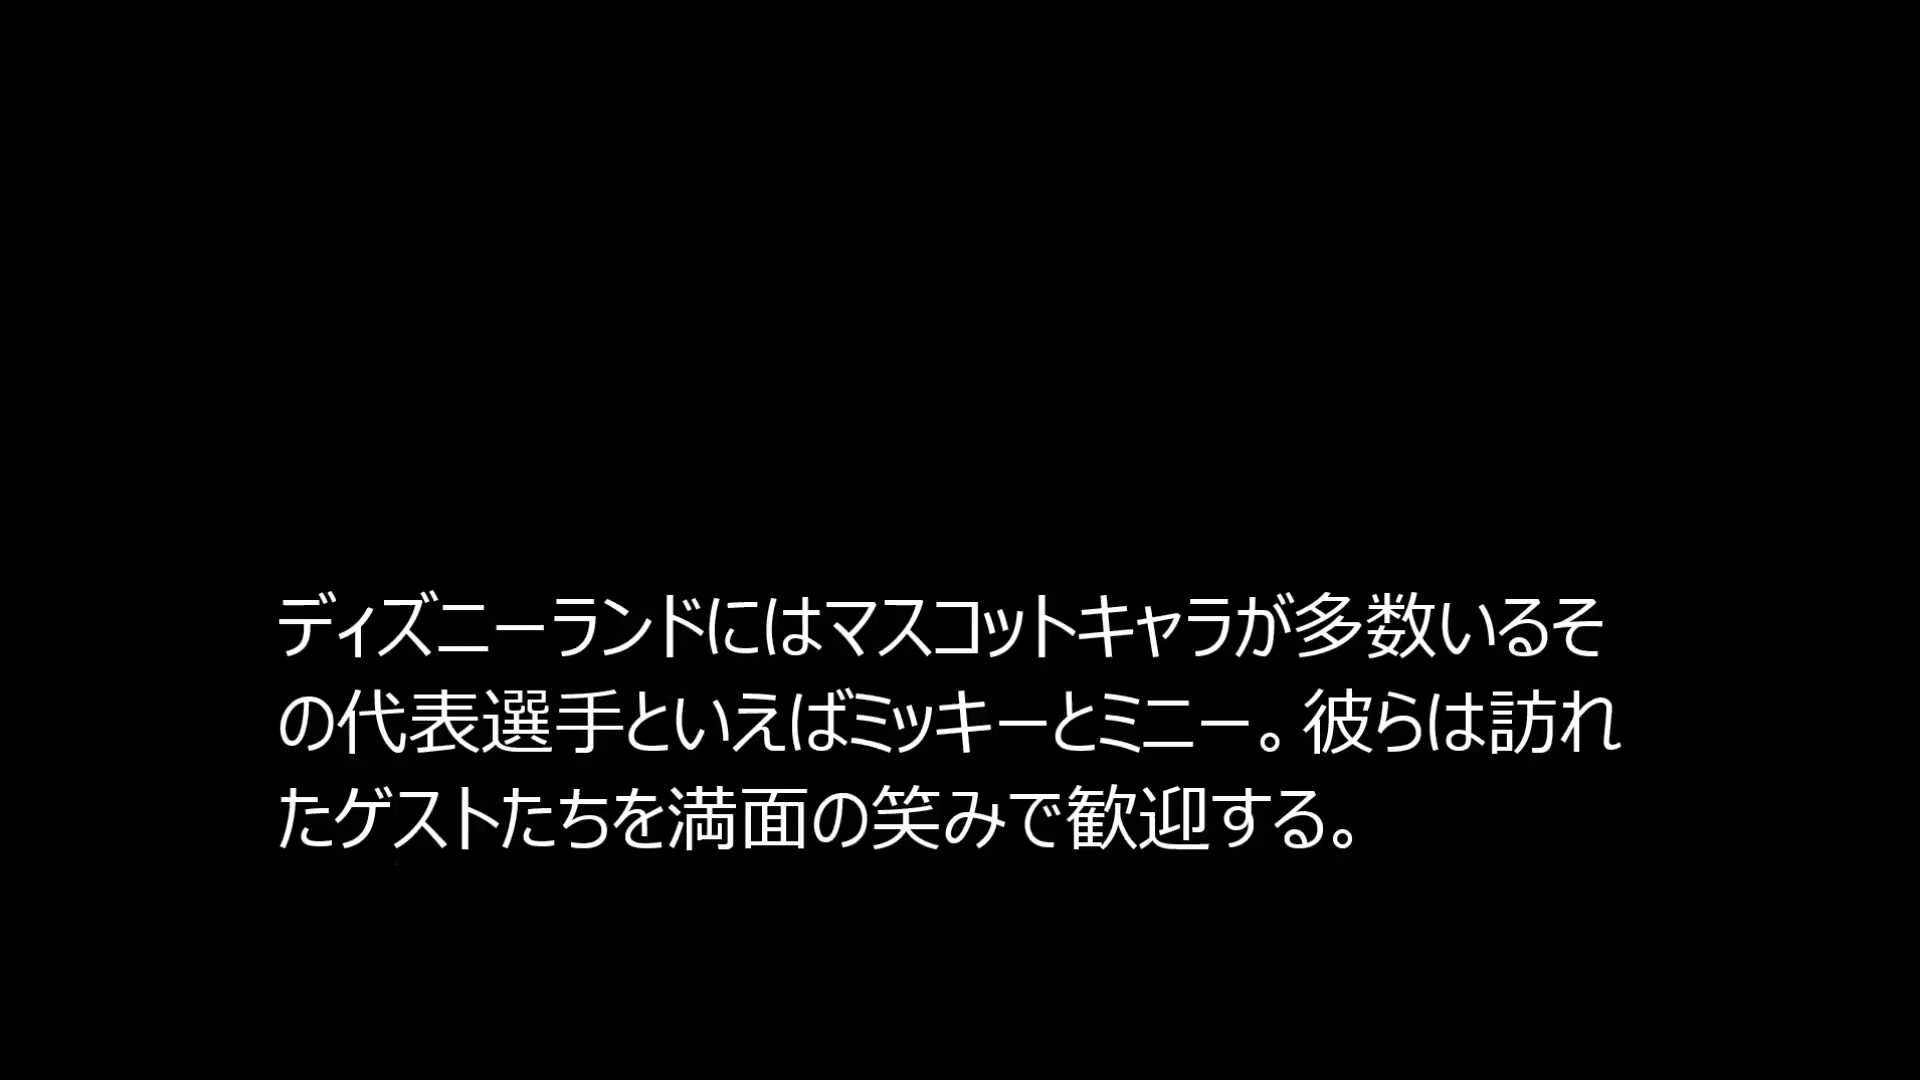 ディズニーランドにはマスコットキャラが多数いるそ
の代表選手といえばミッキーとミニー。彼らは訪れ
たゲストたちを満面の笑みで歓迎する。